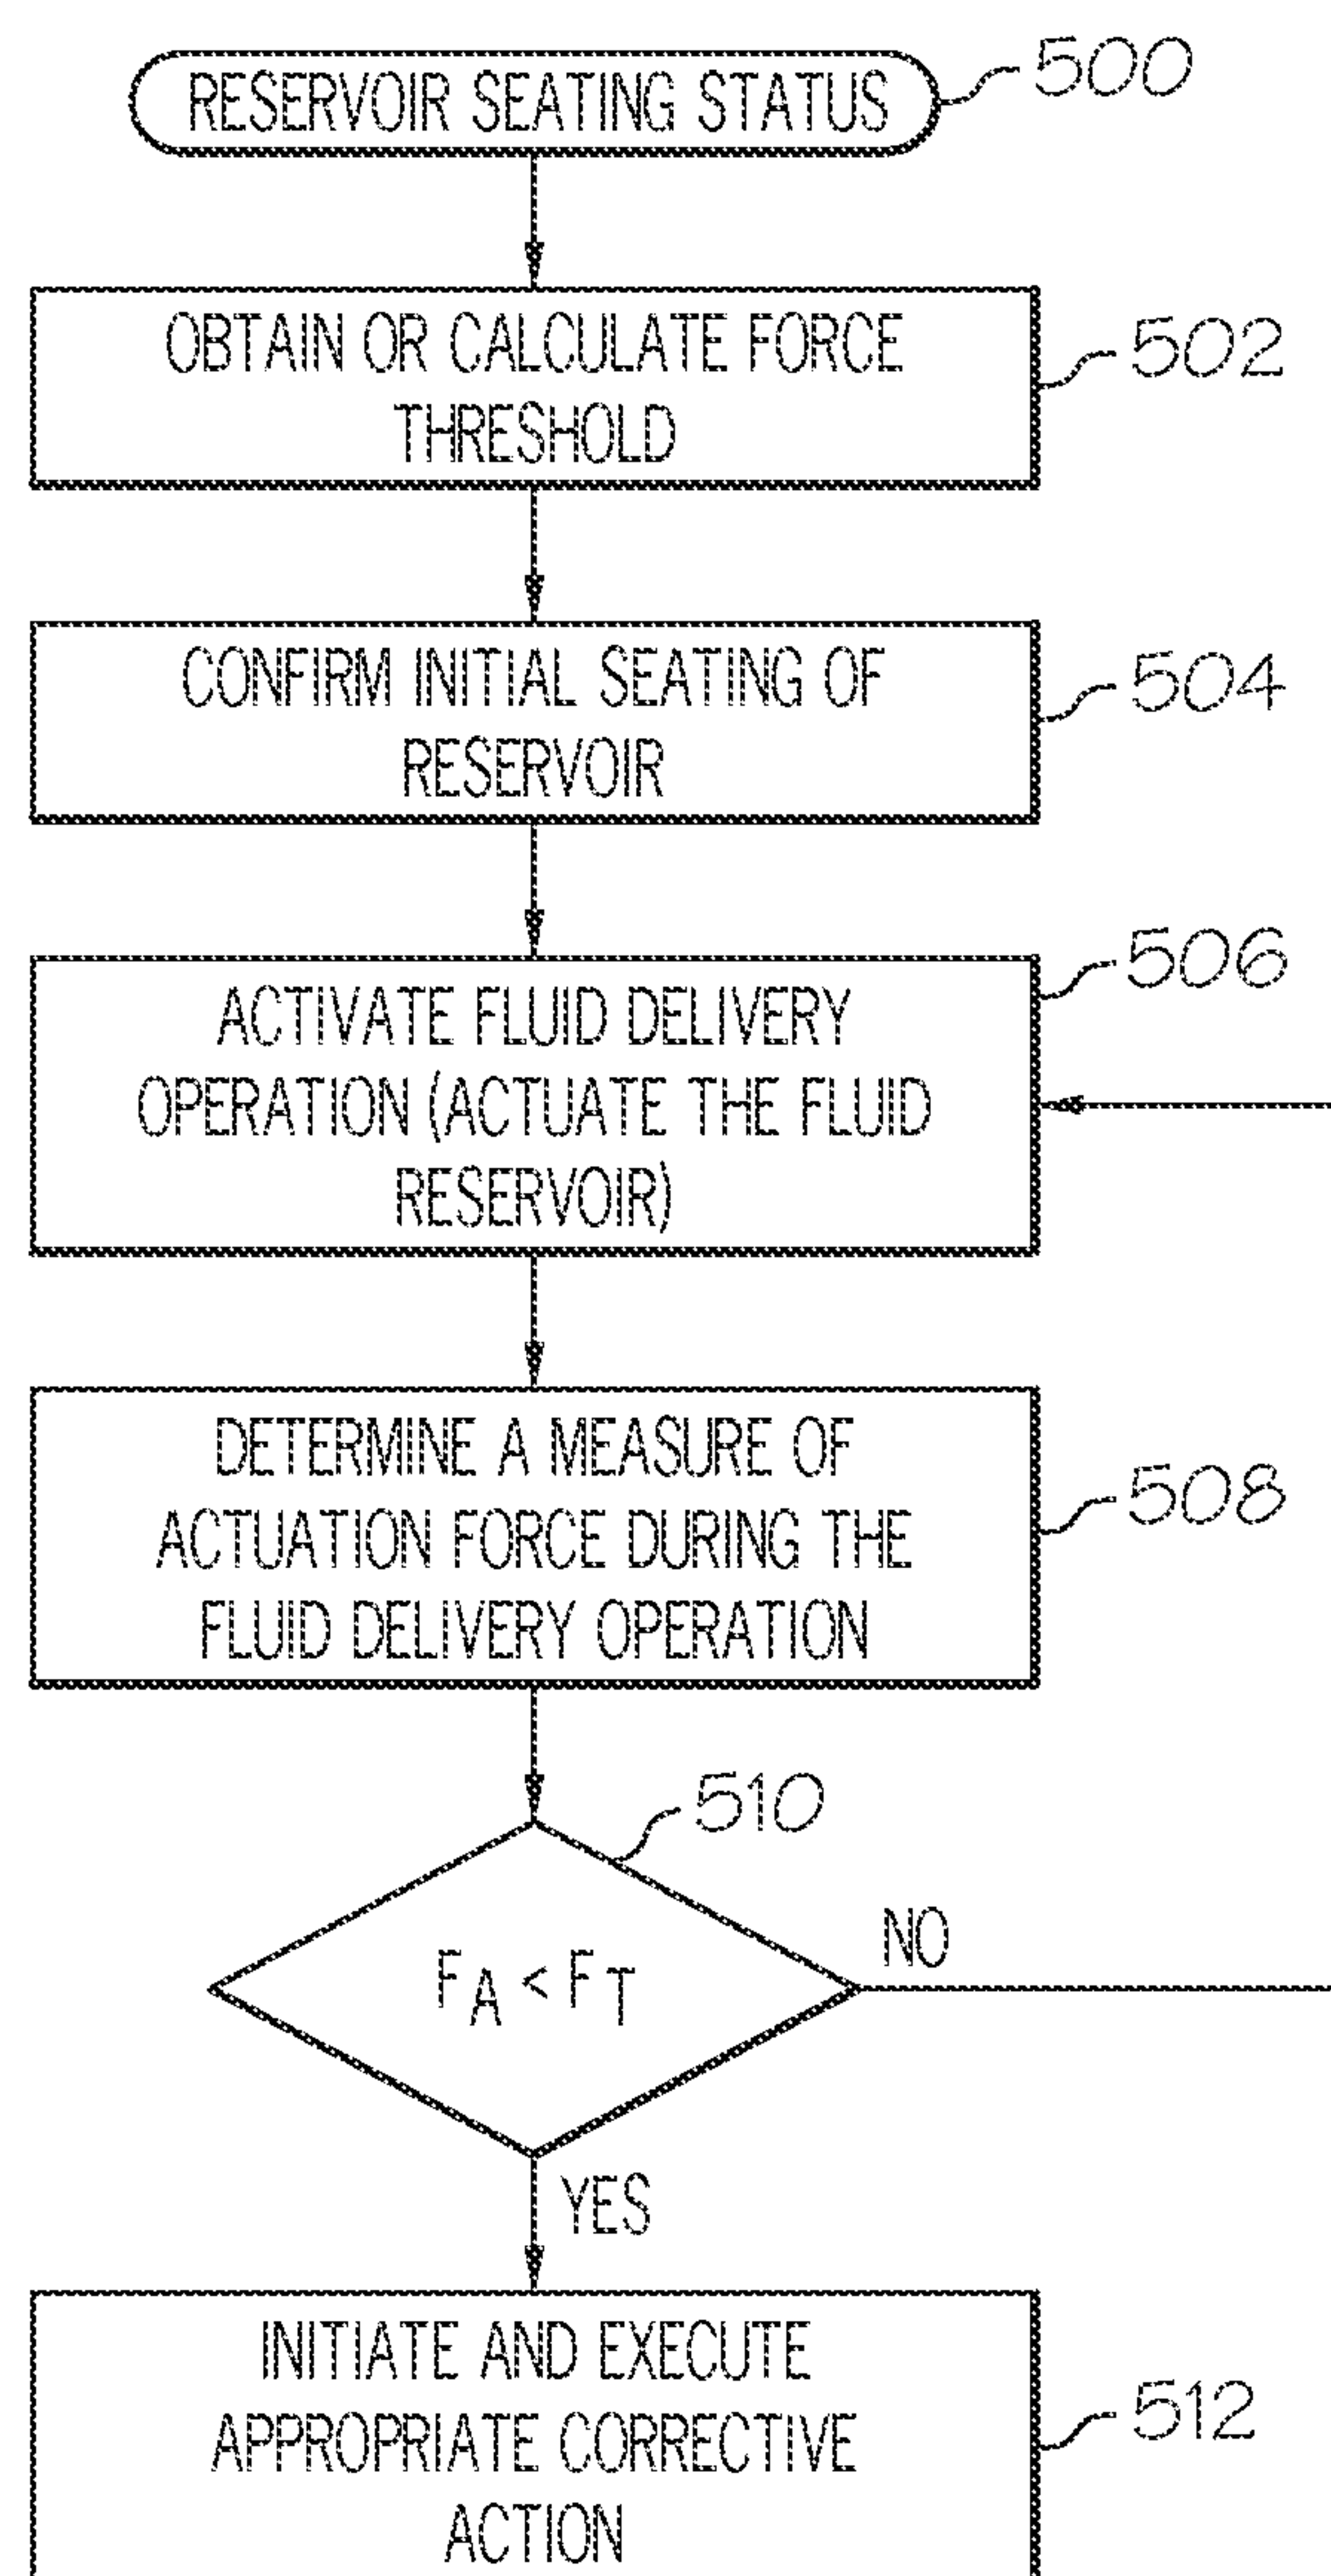 RESERVOIR SEATING STATUS
500
OBTAIN OR CALCULATE FORCE
THRESHOLD
502
CONFIRM INITIAL SEATING OF
RESERVOIR
504
ACTIVATE FLUID DELIVERY
OPERATION (ACTUATE THE FLUID
RESERVOIR)
506
DETERMINE A MEASURE OF
ACTUATION FORCE DURING THE
FLUID DELIVERY OPERATION
508
510
FA < FT
NO
YES
INITIATE AND EXECUTE
APPROPRIATE CORRECTIVE
ACTION
512